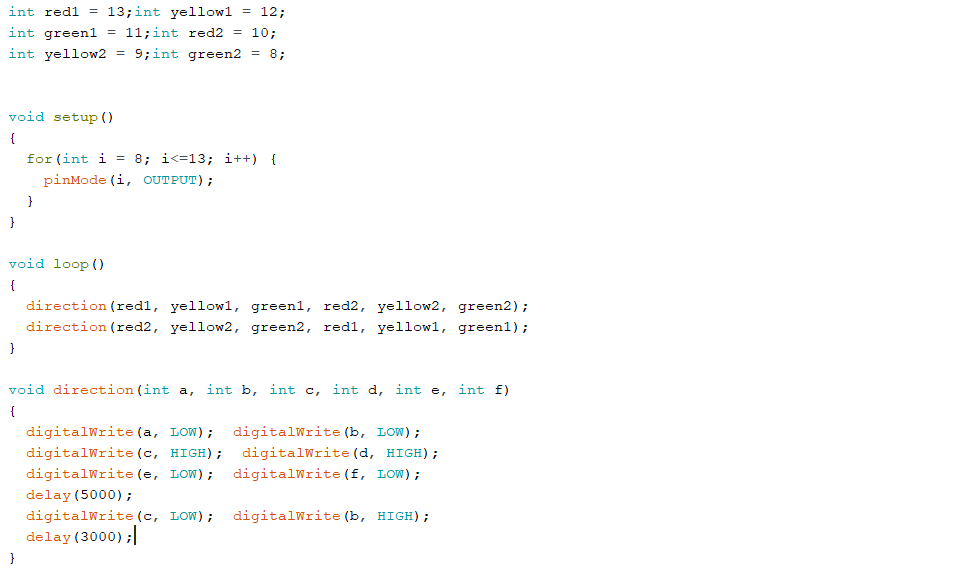 int red1 = 13;int yellow1 = 12;
int green1 = 11;int red2 = 10;
int yellow2 = 9;int green2 = 8;
void setup()
{
  for(int i = 8; i<=13; i++) {
    pinMode(i, OUTPUT);
  }
}
void loop()
{
  direction(red1, yellow1, green1, red2, yellow2, green2);
  direction(red2, yellow2, green2, red1, yellow1, green1);
}
void direction(int a, int b, int c, int d, int e, int f)
{
  digitalWrite(a, LOW);  digitalWrite(b, LOW);
  digitalWrite(c, HIGH);  digitalWrite(d, HIGH);
  digitalWrite(e, LOW);  digitalWrite(f, LOW);
  delay(5000);
  digitalWrite(c, LOW);  digitalWrite(b, HIGH);
  delay(3000);
}